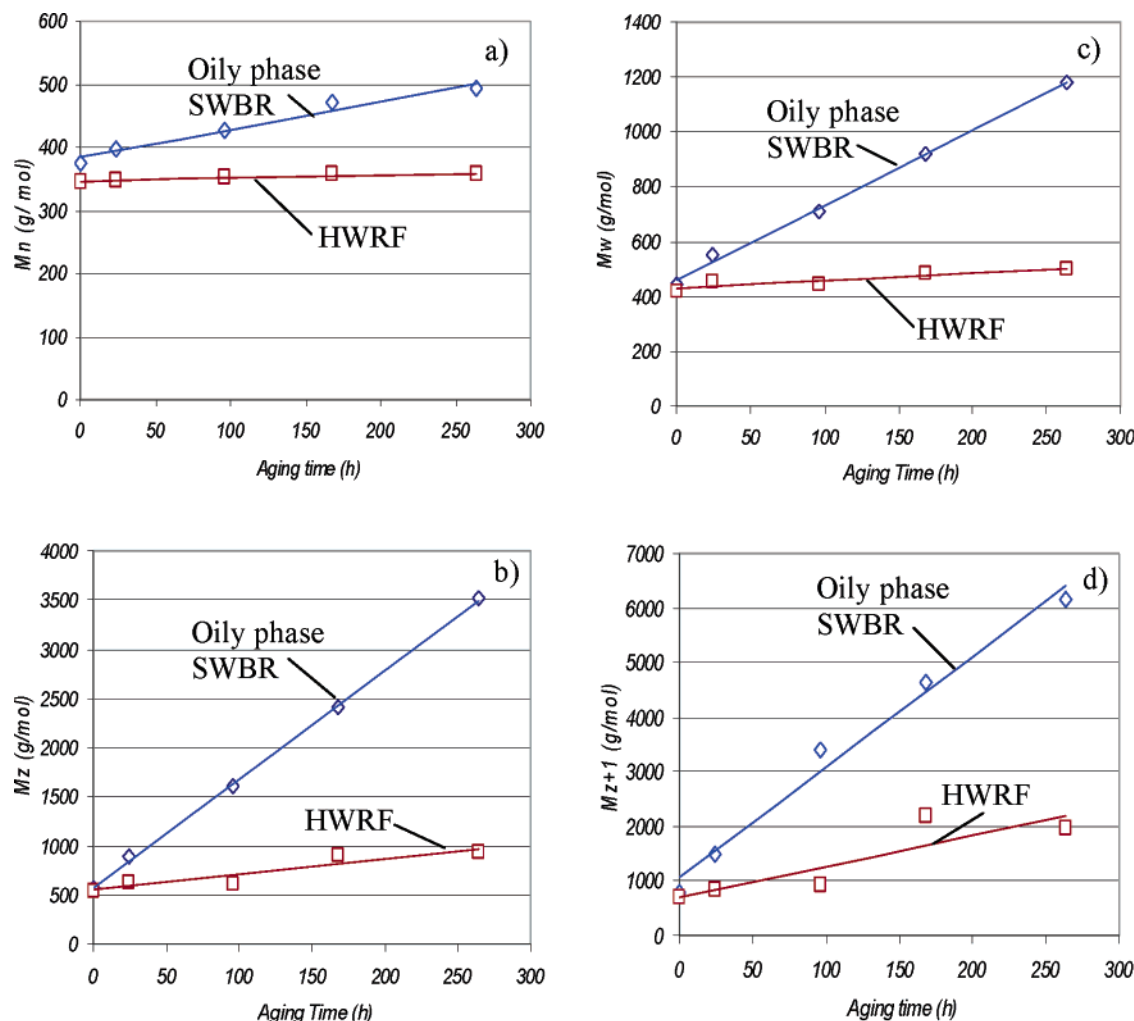 a)
600
500
400
300
200
100
0
Mn (g/ mol)
Oily phase
SWBR
HWRF
0 50 100 150 200 250 300
Aging time (h)
c)
1400
1200
1000
800
600
400
200
0
Mw (g/mol)
Oily phase
SWBR
HWRF
0 50 100 150 200 250 300
Aging Time (h)
b)
4000
3500
3000
2500
2000
1500
1000
500
0
Mz (g/mol)
Oily phase
SWBR
HWRF
0 50 100 150 200 250 300
Aging Time (h)
d)
7000
6000
5000
4000
3000
2000
1000
0
Mz+1 (g/mol)
Oily phase
SWBR
HWRF
0 50 100 150 200 250 300
Aging time (h)